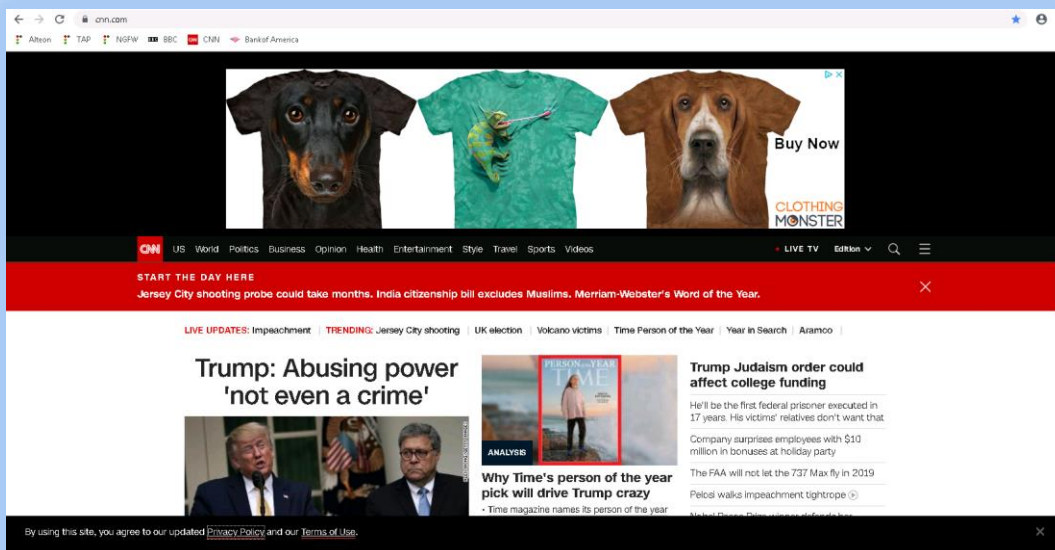 cnn.com
Alteon TAP NGFW BBC CNN Bank of America
Buy Now
CLOTHING
MONSTER
CNN US World Politics Business Opinion Health Entertainment Style Travel Sports Videos LIVE TV Edition
START THE DAY HERE
Jersey City shooting probe could take months. India citizenship bill excludes Muslims. Merriam-Webster's Word of the Year.
LIVE UPDATES: Impeachment | TRENDING: Jersey City shooting | UK election | Volcano victims | Time Person of the Year | Year in Search | Aramco |
Trump: Abusing power
'not even a crime'
PERSON OF THE YEAR
TIME
ANALYSIS
Why Time's person of the year
pick will drive Trump crazy
- Time magazine names its person of the year
Trump Judaism order could
affect college funding
He'll be the first federal prisoner executed in
17 years. His victims' relatives don't want that
Company surprises employees with $10
million in bonuses at holiday party
The FAA will not let the 737 Max fly in 2019
Pelosi walks impeachment tightrope
By using this site, you agree to our updated Privacy Policy and our Terms of Use.